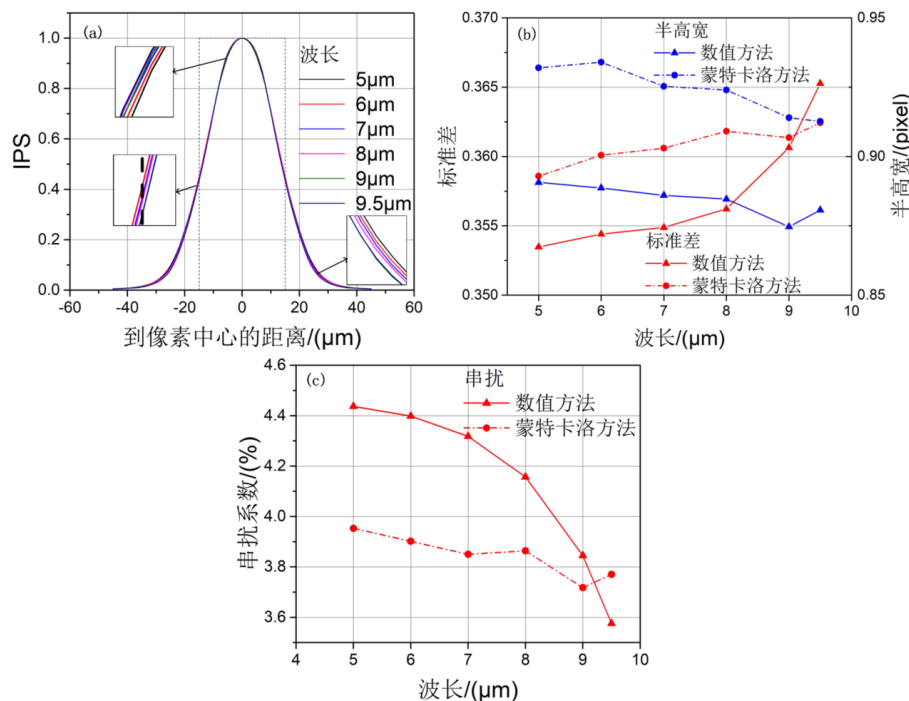 (a)
波长
5μm
6μm
7μm
8μm
9μm
9.5μm
IPS
1.0
0.8
0.6
0.4
0.2
0.0
-60 -40 -20 0 20 40 60
到像素中心的距离/(μm)
(b)
半高宽
数值方法
蒙特卡洛方法
标准差
数值方法
蒙特卡洛方法
标准差
0.370
0.365
0.360
0.355
0.350
0.95
0.90
0.85
半高宽/(pixel)
5 6 7 8 9 10
波长/(μm)
(c)
串扰
数值方法
蒙特卡洛方法
串扰系数/(%)
4.6
4.4
4.2
4.0
3.8
3.6
4 5 6 7 8 9 10
波长/(μm)